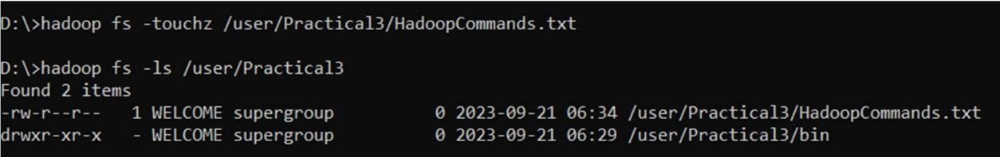 D:\>hadoop fs -touchz /user/Practical3/HadoopCommands.txt
D:\>hadoop fs -ls /user/Practical3
Found 2 items
-rw-r--r--   1 WELCOME supergroup          0 2023-09-21 06:34 /user/Practical3/HadoopCommands.txt
drwxr-xr-x   - WELCOME supergroup          0 2023-09-21 06:29 /user/Practical3/bin